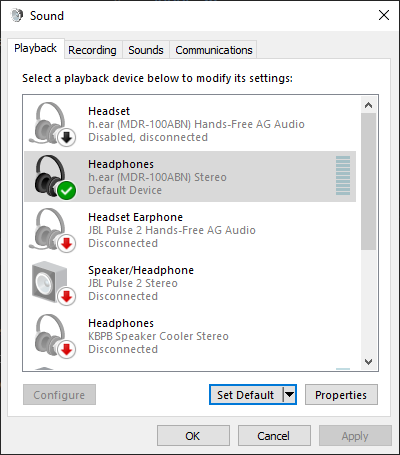 Sound
Playback Recording Sounds Communications
Select a playback device below to modify its settings:
Headset
h.ear (MDR-100ABN) Hands-Free AG Audio
Disabled, disconnected
Headphones
h.ear (MDR-100ABN) Stereo
Default Device
Headset Earphone
JBL Pulse 2 Hands-Free AG Audio
Disconnected
Speaker/Headphone
JBL Pulse 2 Stereo
Disconnected
Headphones
KBPB Speaker Cooler Stereo
Disconnected
Configure Set Default Properties
OK Cancel Apply